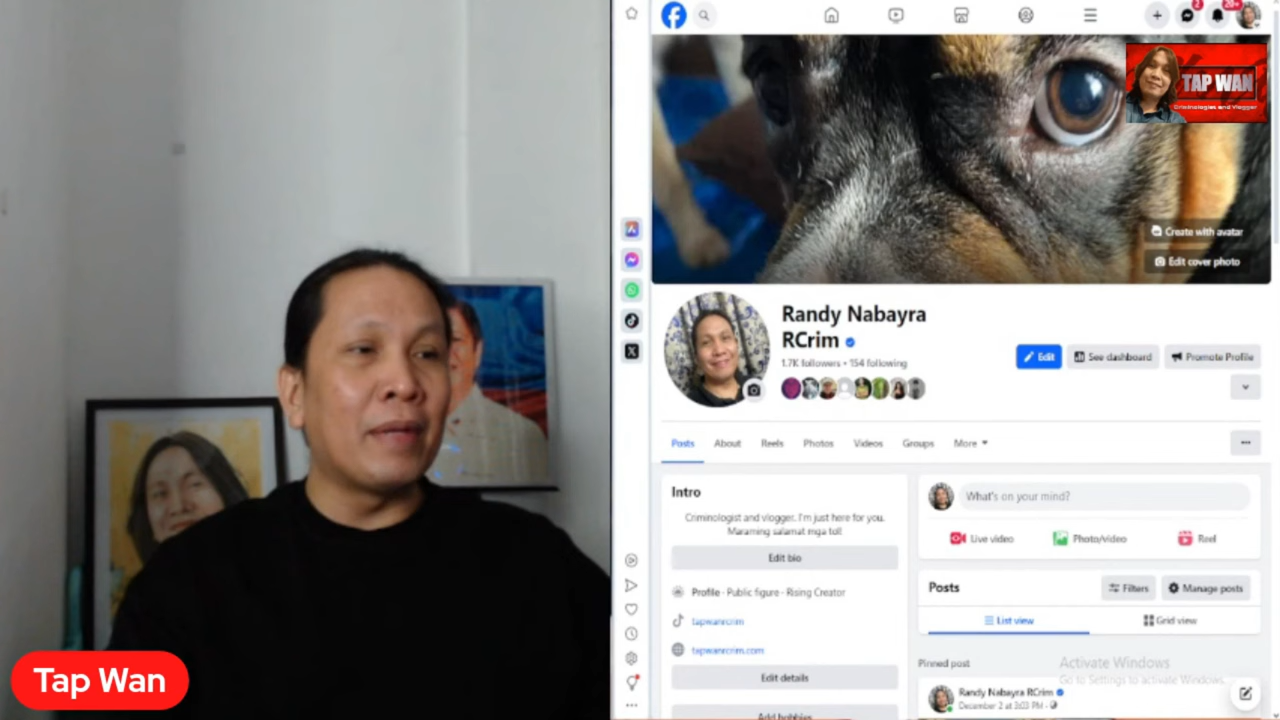 2
20+
TAP WAN
Criminologist and Vlogger
Create with avatar
Edit cover photo
Randy Nabayra
RCrim
1.7K followers • 154 following
Edit
See dashboard
Promote Profile
Posts
About
Reels
Photos
Videos
Groups
More
Intro
Criminologist and vlogger. I'm just here for you.
Maraming salamat mga tol!
Edit bio
Profile · Public figure · Rising Creator
tapwanrcrim
tapwanrcrim.com
Edit details
Add hobbies
What's on your mind?
Live video
Photo/video
Reel
Posts
Filters
Manage posts
List view
Grid view
Pinned post
Activate Windows
Go to Settings to activate Windows.
Randy Nabayra RCrim
December 2 at 3:03 PM
Tap Wan